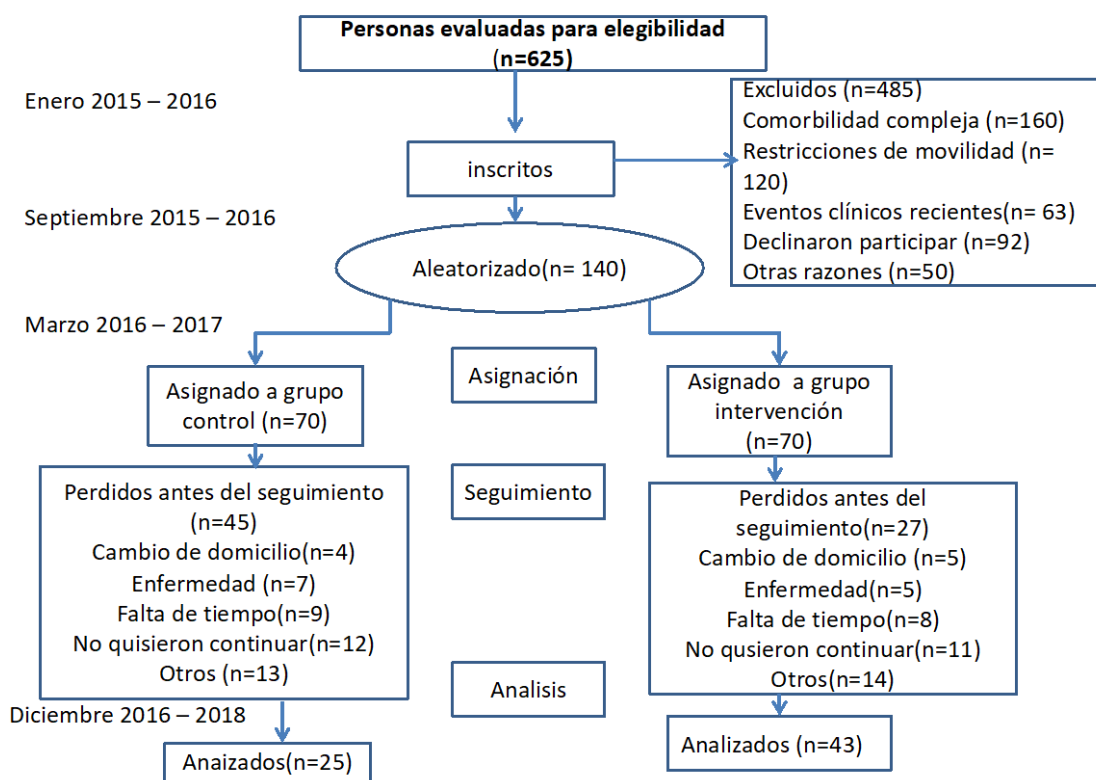 Personas evaluadas para elegibilidad
(n=625)
Enero 2015 – 2016
Excluidos (n=485)
Comorbilidad compleja (n=160)
Restricciones de movilidad (n=
120)
Eventos clínicos recientes(n= 63)
Declinaron participar (n=92)
Otras razones (n=50)
inscritos
Septiembre 2015 – 2016
Aleatorizado(n= 140)
Marzo 2016 – 2017
Asignación
Asignado a grupo
control (n=70)
Asignado a grupo
intervención
(n=70)
Seguimiento
Perdidos antes del seguimiento
(n=45)
Cambio de domicilio(n=4)
Enfermedad (n=7)
Falta de tiempo(n=9)
No quisieron continuar(n=12)
Otros (n=13)
Perdidos antes del
seguimiento(n=27)
Cambio de domicilio (n=5)
Enfermedad(n=5)
Falta de tiempo(n=8)
No qusieron continuar(n=11)
Otros(n=14)
Analisis
Diciembre 2016 – 2018
Anaizados(n=25)
Analizados (n=43)